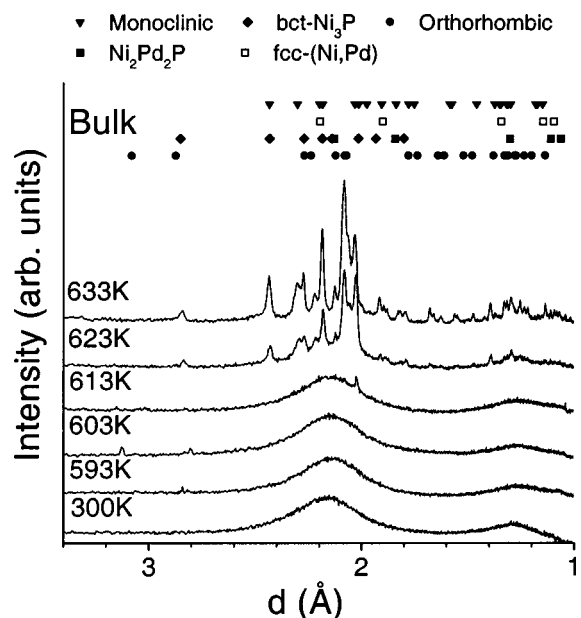 Monoclinic bct-Ni₃P Orthorhombic
Ni₂Pd₂P fcc-(Ni,Pd)
Bulk
Intensity (arb. units)
633K
623K
613K
603K
593K
300K
3 2 1
d (Å)